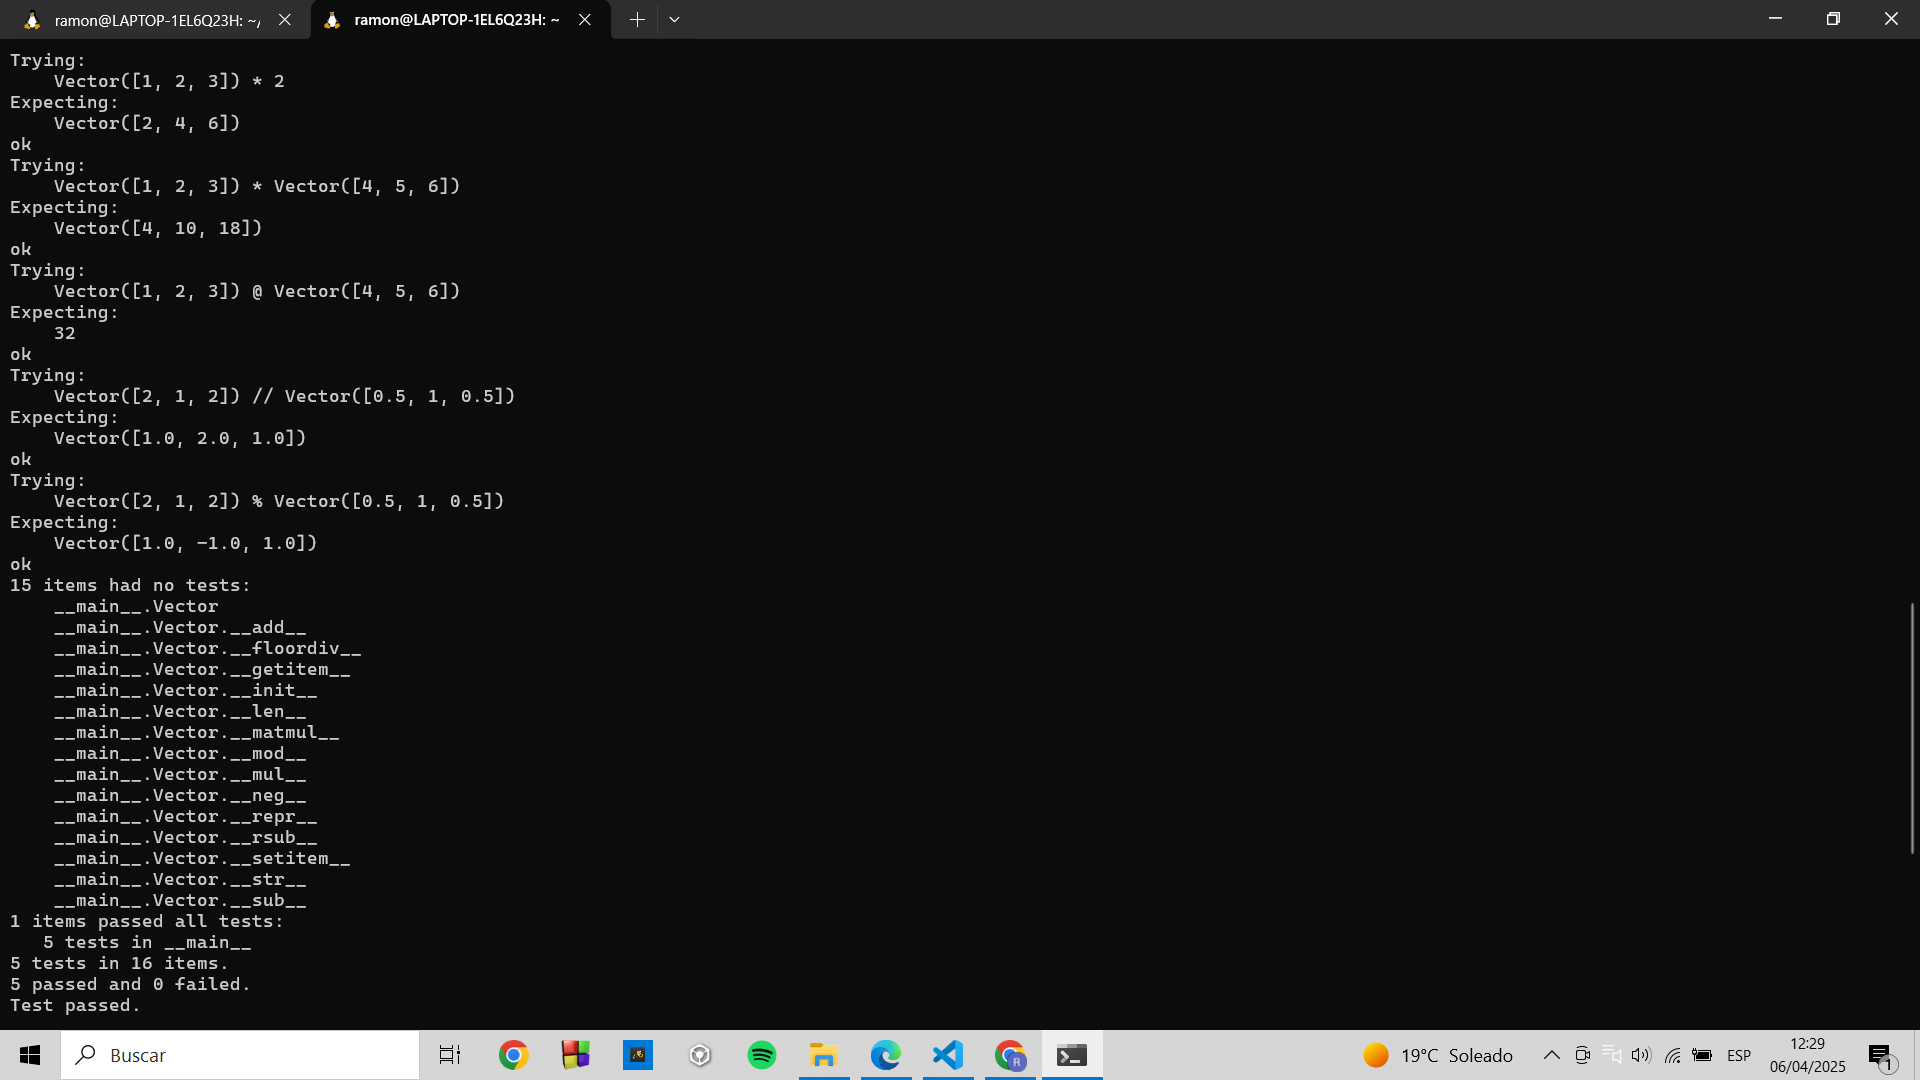 ramon@LAPTOP-1EL6Q23H: ~/
ramon@LAPTOP-1EL6Q23H: ~
Trying:
    Vector([1, 2, 3]) * 2
Expecting:
    Vector([2, 4, 6])
ok
Trying:
    Vector([1, 2, 3]) * Vector([4, 5, 6])
Expecting:
    Vector([4, 10, 18])
ok
Trying:
    Vector([1, 2, 3]) @ Vector([4, 5, 6])
Expecting:
    32
ok
Trying:
    Vector([2, 1, 2]) // Vector([0.5, 1, 0.5])
Expecting:
    Vector([1.0, 2.0, 1.0])
ok
Trying:
    Vector([2, 1, 2]) % Vector([0.5, 1, 0.5])
Expecting:
    Vector([1.0, -1.0, 1.0])
ok
15 items had no tests:
    __main__.Vector
    __main__.Vector.__add__
    __main__.Vector.__floordiv__
    __main__.Vector.__getitem__
    __main__.Vector.__init__
    __main__.Vector.__len__
    __main__.Vector.__matmul__
    __main__.Vector.__mod__
    __main__.Vector.__mul__
    __main__.Vector.__neg__
    __main__.Vector.__repr__
    __main__.Vector.__rsub__
    __main__.Vector.__setitem__
    __main__.Vector.__str__
    __main__.Vector.__sub__
1 items passed all tests:
   5 tests in __main__
5 tests in 16 items.
5 passed and 0 failed.
Test passed.
Buscar
R
19°C Soleado
ESP
12:29
06/04/2025
1